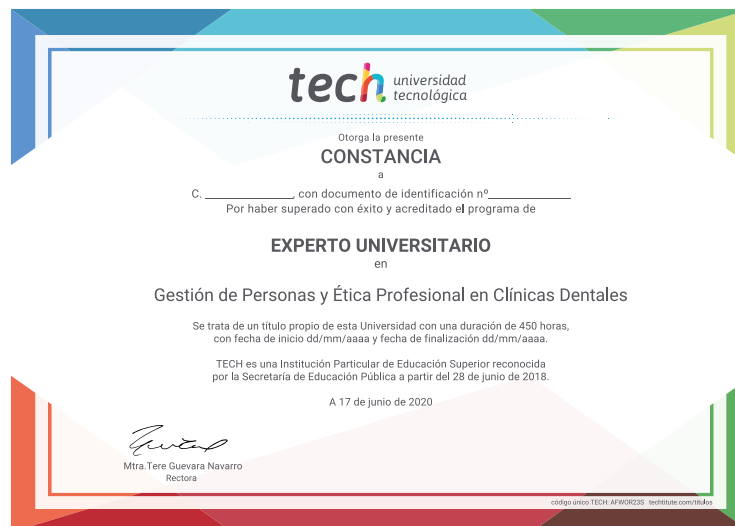 tech universidad
tecnológica
Otorga la presente
CONSTANCIA
a
C. ______________, con documento de identificación nº______________
Por haber superado con éxito y acreditado el programa de
EXPERTO UNIVERSITARIO
en
Gestión de Personas y Ética Profesional en Clínicas Dentales
Se trata de un título propio de esta Universidad con una duración de 450 horas,
con fecha de inicio dd/mm/aaaa y fecha de finalización dd/mm/aaaa.
TECH es una Institución Particular de Educación Superior reconocida
por la Secretaría de Educación Pública a partir del 28 de junio de 2018.
A 17 de junio de 2020
Mtra.Tere Guevara Navarro
Rectora
código único TECH: AFWOR23S techtitute.com/titulos